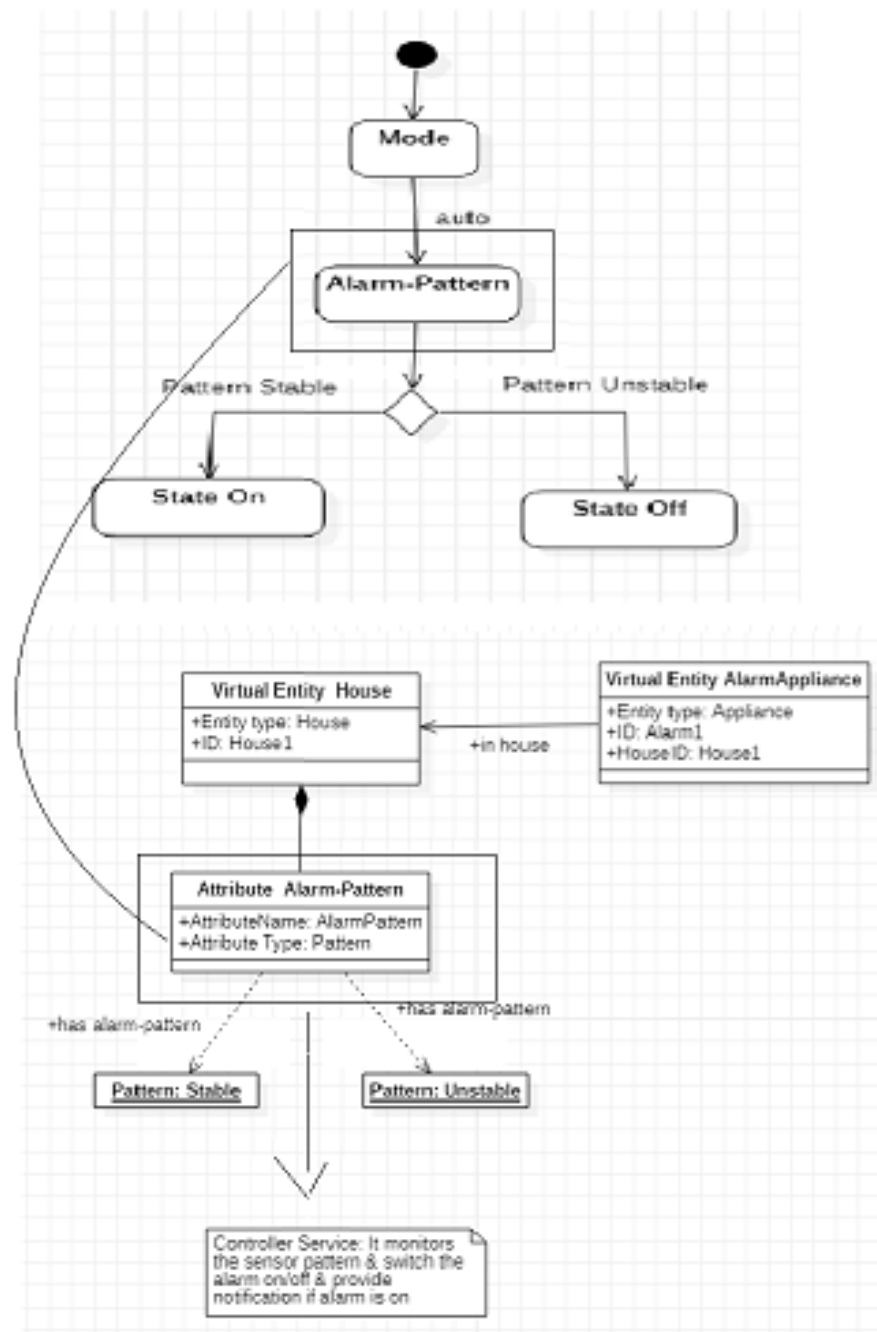 Mode
auto
Alarm-Pattern
Pattern Stable
Pattern Unstable
State On
State Off
Virtual Entity House
+Entity type: House
+ID: House1
+in house
Virtual Entity AlarmAppliance
+Entity type: Appliance
+ID: Alarm1
+HouseID: House1
Attribute Alarm-Pattern
+AttributeName: AlarmPattern
+Attribute Type: Pattern
+has alarm-pattern
+has alarm-pattern
Pattern: Stable
Pattern: Unstable
Controller Service: It monitors
the sensor pattern & switch the
alarm on/off & provide
notification if alarm is on